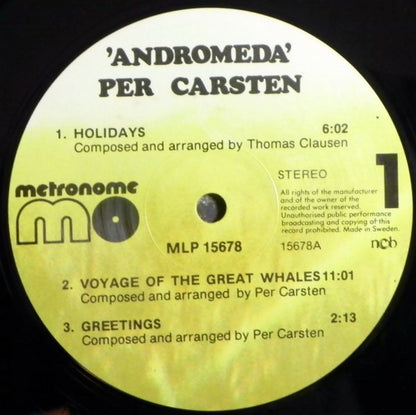 'ANDROMEDA'
PER CARSTEN
1. HOLIDAYS 6:02
Composed and arranged by Thomas Clausen
metronome
mo
STEREO
1
All rights of the manufacturer
and of the owner of the
recorded work reserved.
Unauthorised public performance
broadcasting and copying of this
record prohibited. Made in Sweden.
MLP 15678
15678A
ncb
2. VOYAGE OF THE GREAT WHALES 11:01
Composed and arranged by Per Carsten
3. GREETINGS 2:13
Composed and arranged by Per Carsten